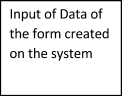 Input of Data of
the form created
on the system